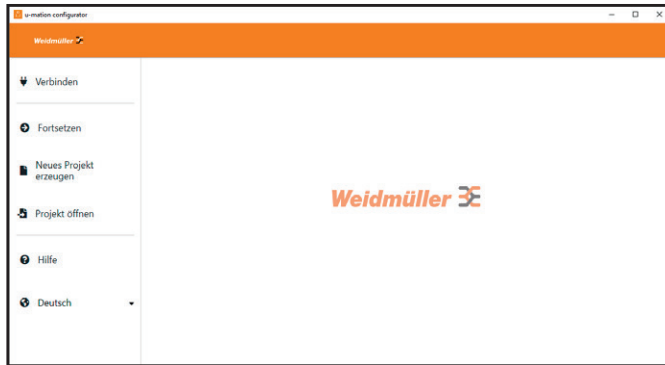 u-mation configurator
Weidmüller
Verbinden
Fortsetzen
Neues Projekt
erzeugen
Projekt öffnen
Hilfe
Deutsch
Weidmüller